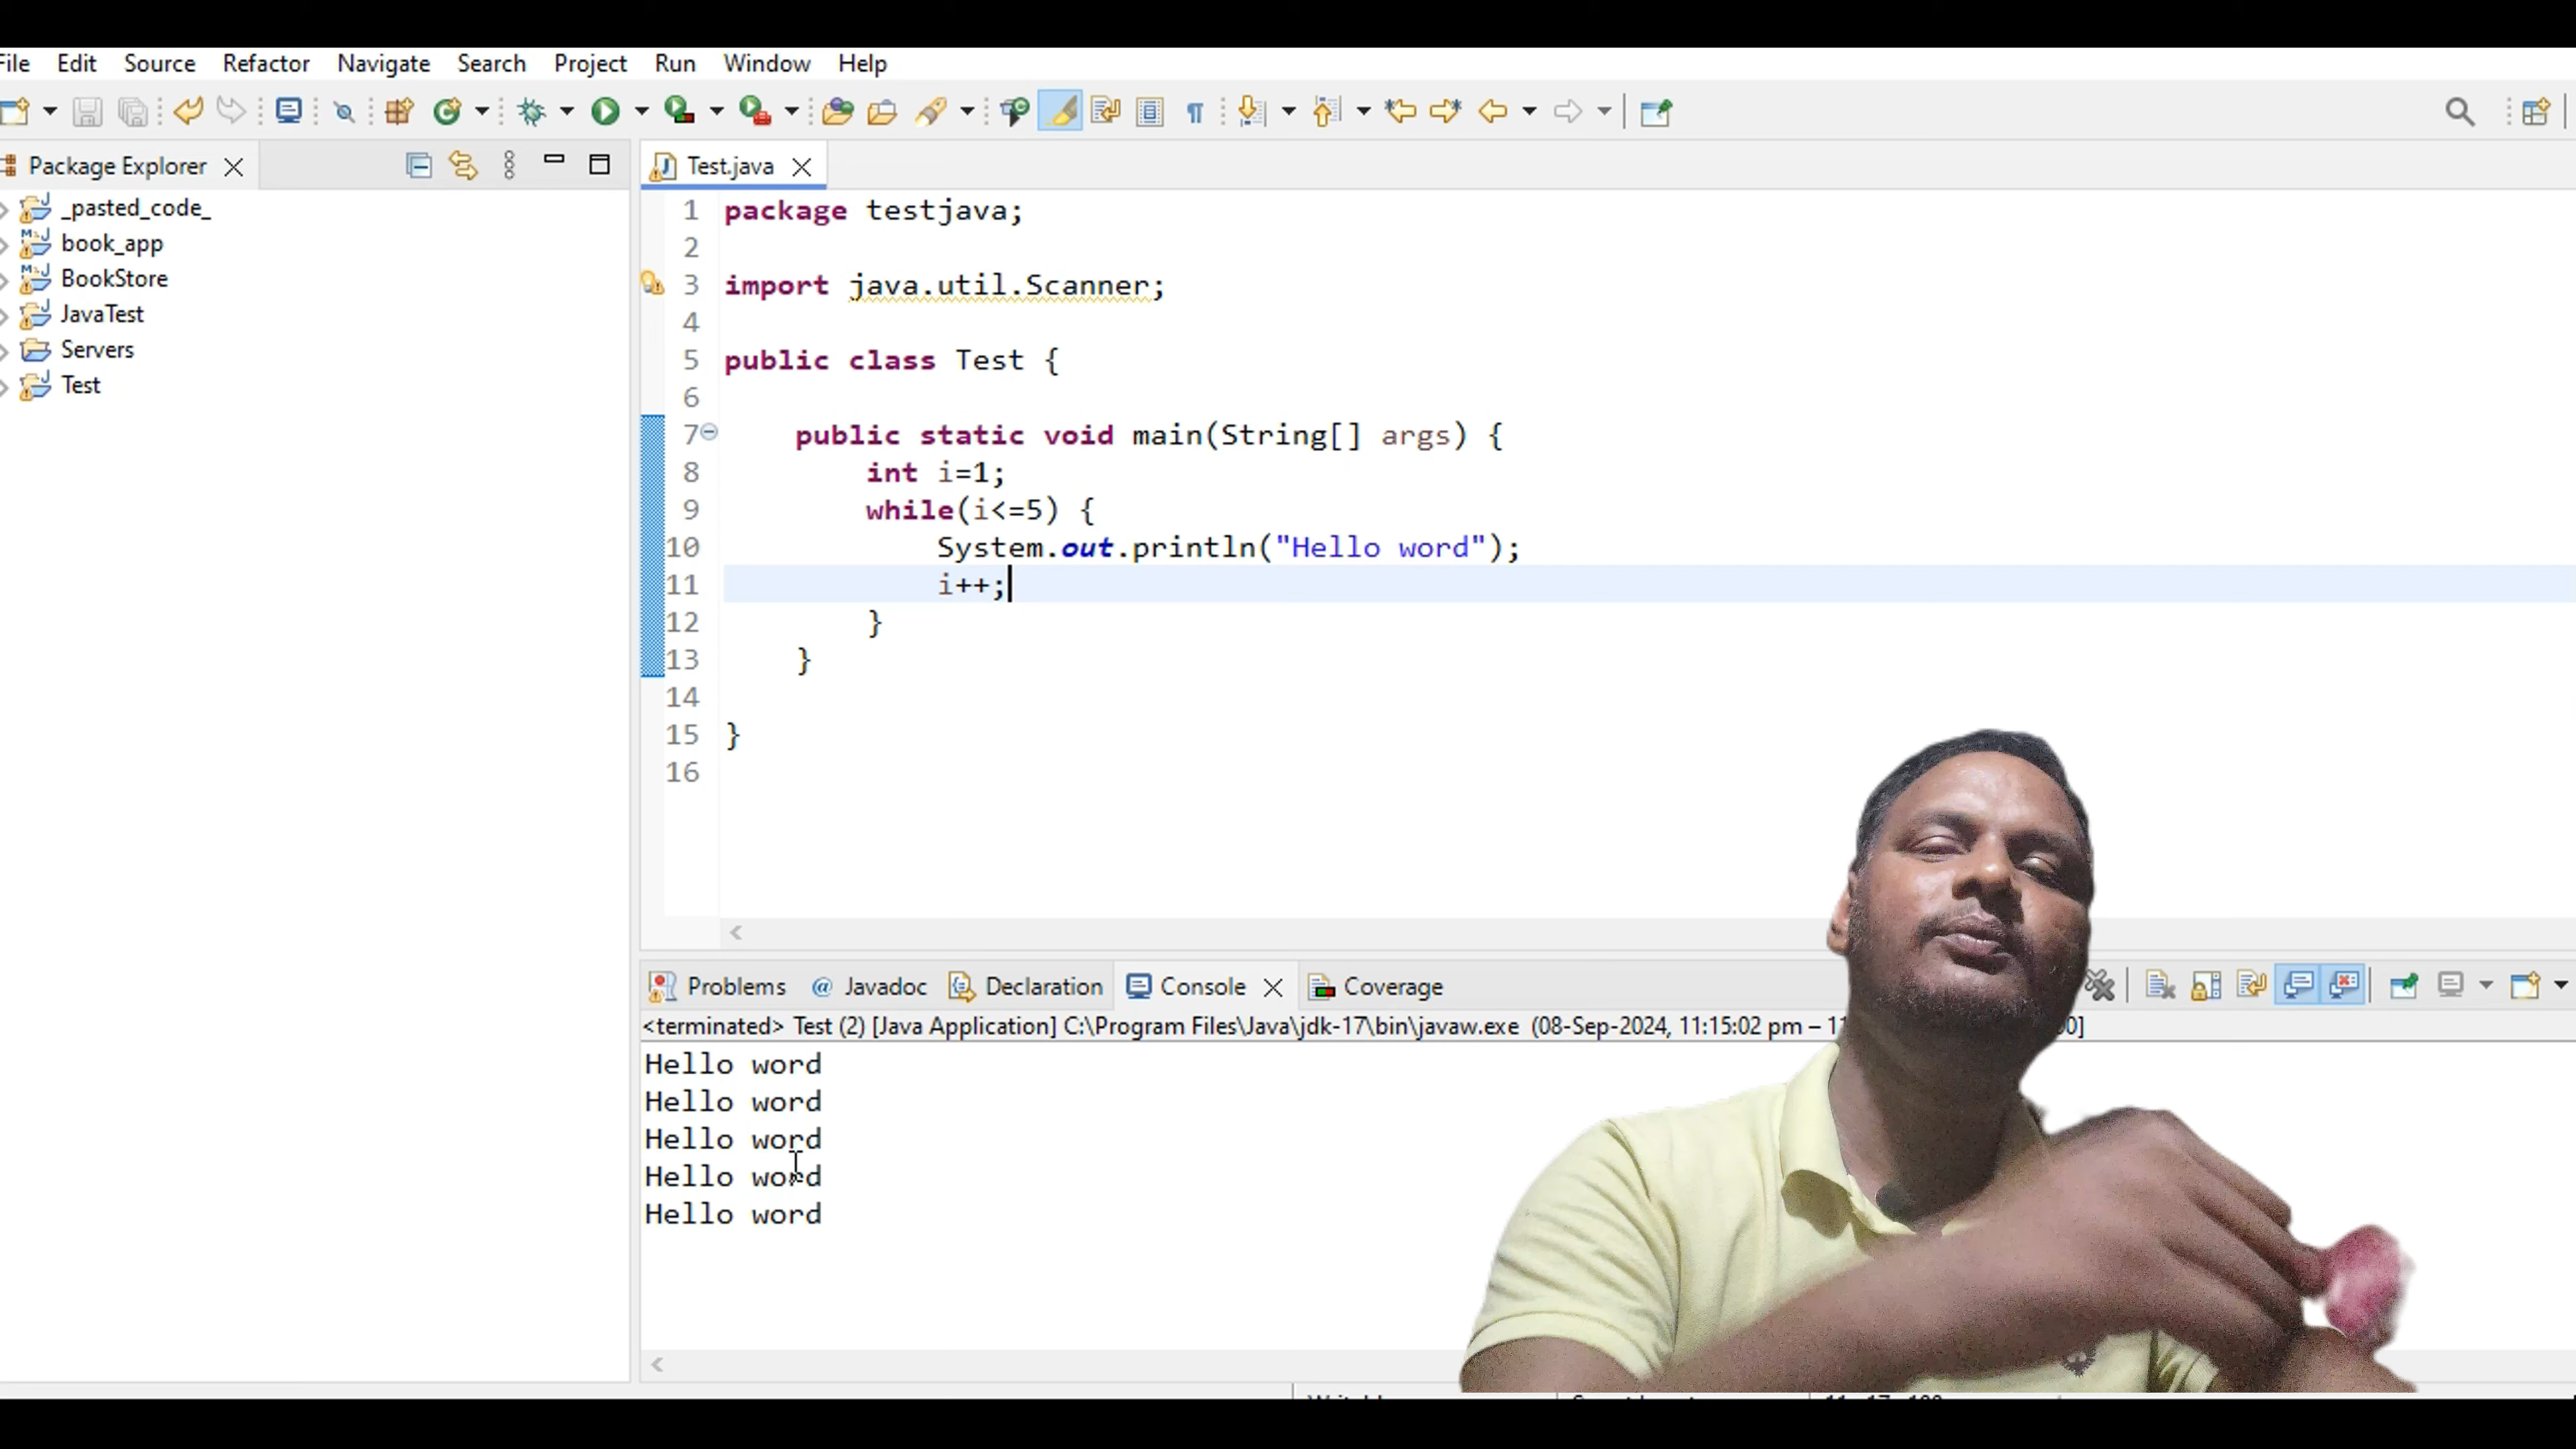 File Edit Source Refactor Navigate Search Project Run Window Help
Package Explorer
_pasted_code_
book_app
BookStore
JavaTest
Servers
Test
Test.java
1 package testjava;
2
3 import java.util.Scanner;
4
5 public class Test {
6
7 public static void main(String[] args) {
8 int i=1;
9 while(i<=5) {
10 System.out.println("Hello word");
11 i++;
12 }
13 }
14
15 }
16
Problems @ Javadoc Declaration Console Coverage
<terminated> Test (2) [Java Application] C:\Program Files\Java\jdk-17\bin\javaw.exe (08-Sep-2024, 11:15:02 pm –
Hello word
Hello word
Hello word
Hello word
Hello word